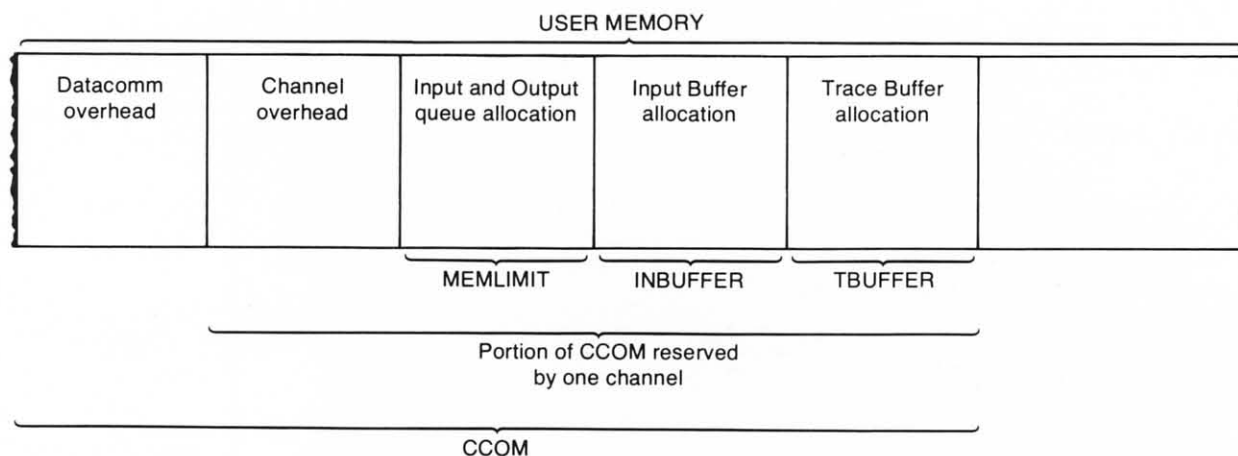 USER MEMORY
Datacomm
overhead
Channel
overhead
Input and Output
queue allocation
Input Buffer
allocation
Trace Buffer
allocation
MEMLIMIT
INBUFFER
TBUFFER
Portion of CCOM reserved
by one channel
CCOM